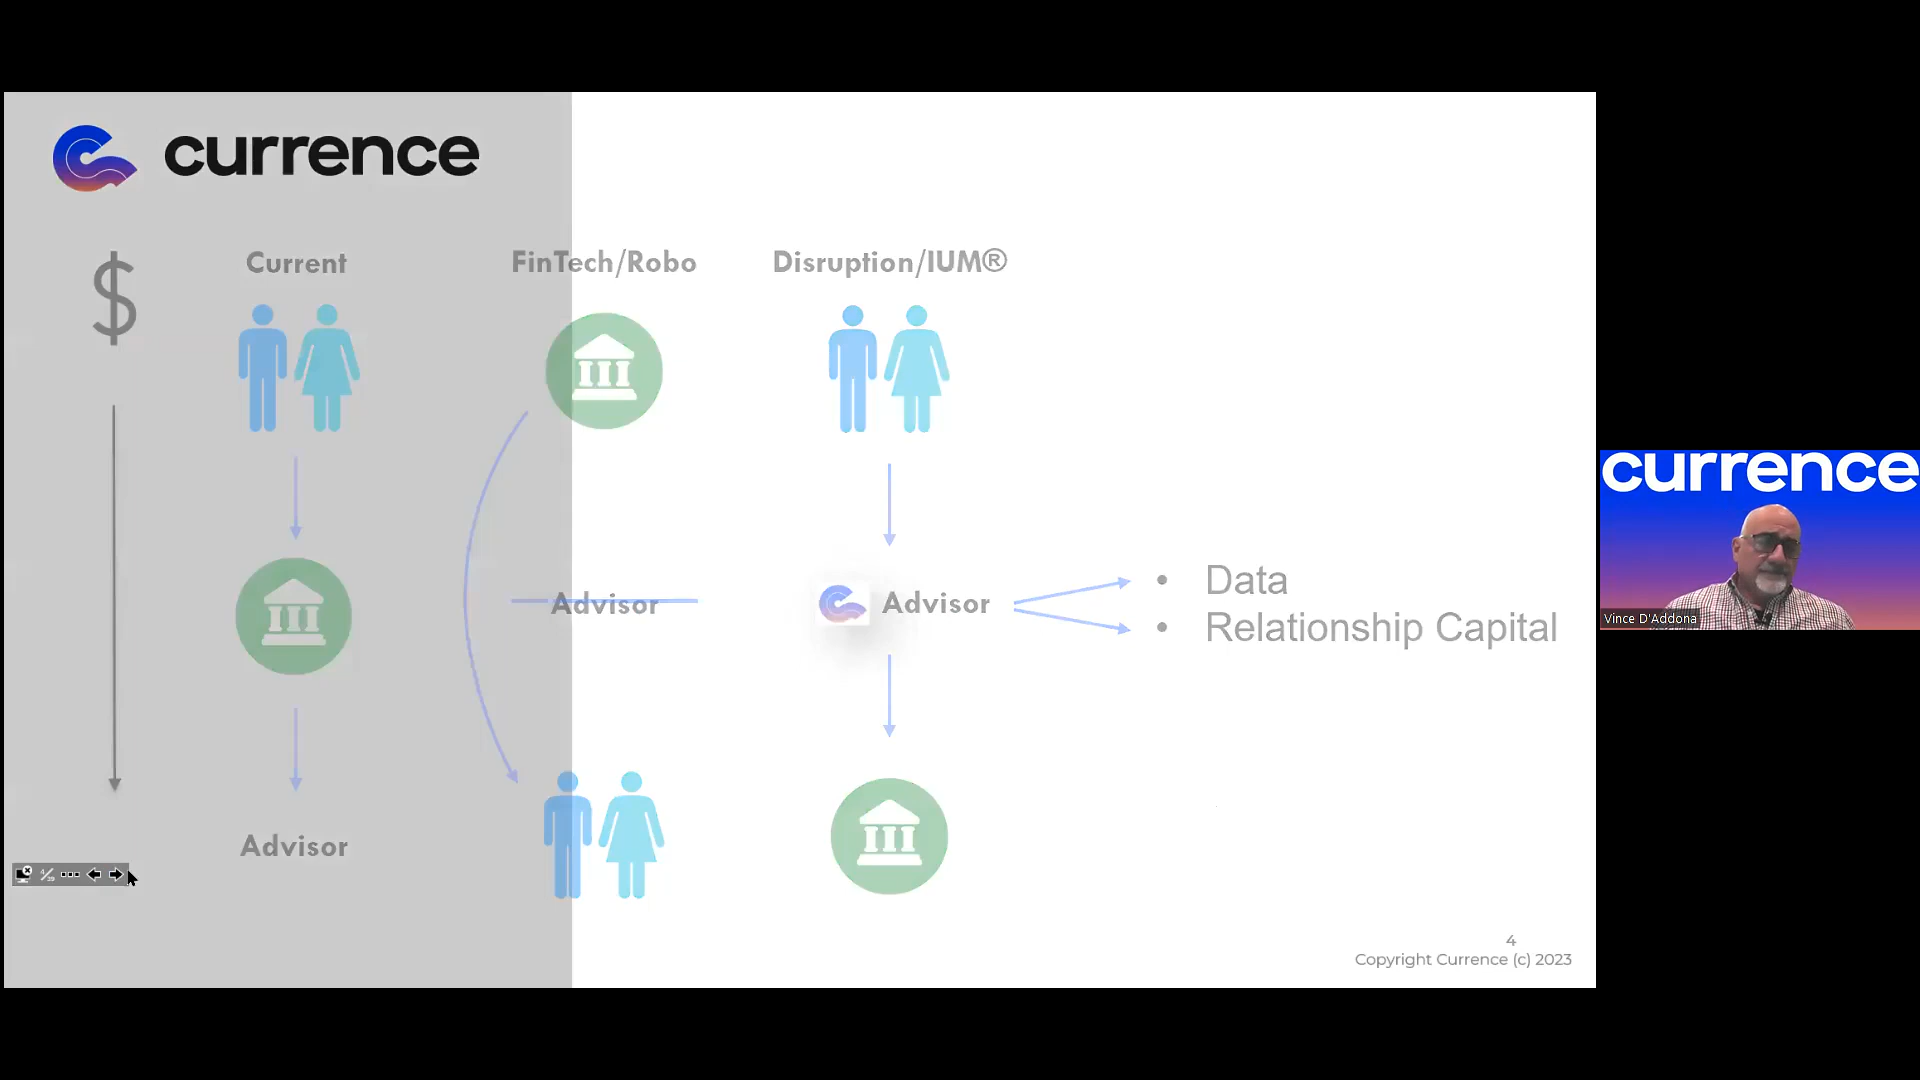 currence
$
Current
FinTech/Robo
Disruption/IUM®
Advisor
Advisor
• Data
• Relationship Capital
Advisor
4
Copyright Currence (c) 2023
currence
Vince D'Addona